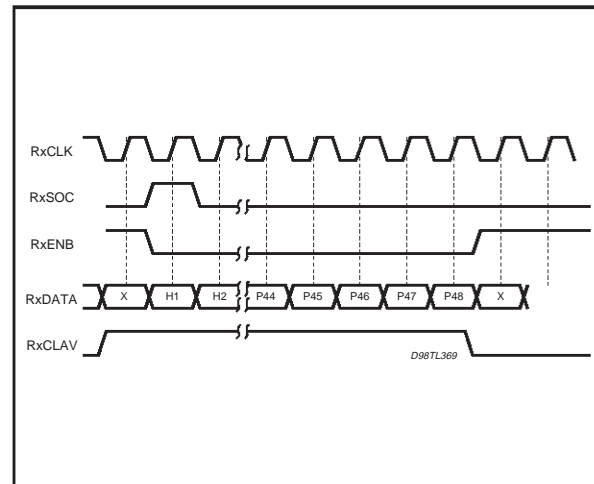 RxCLK
RxSOC
RxENB
RxDATA X H1 H2 P44 P45 P46 P47 P48 X
RxCLAV
D98TL369